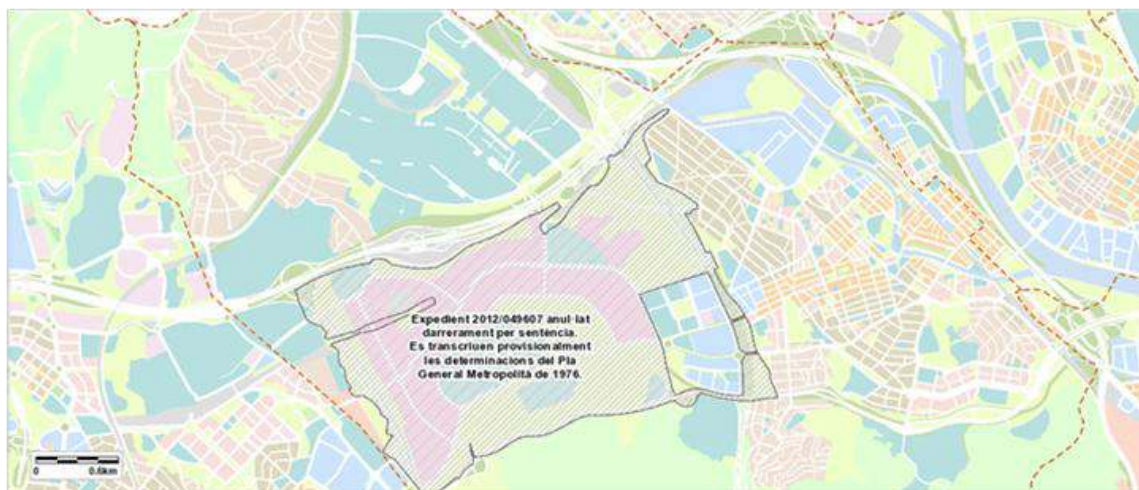 Expedient 2012/049607 anul·lat
darrerament per sentència.
Es transcriuen provisionalment
les determinacions del Pla
General Metropolità de 1976.
0 0.6km